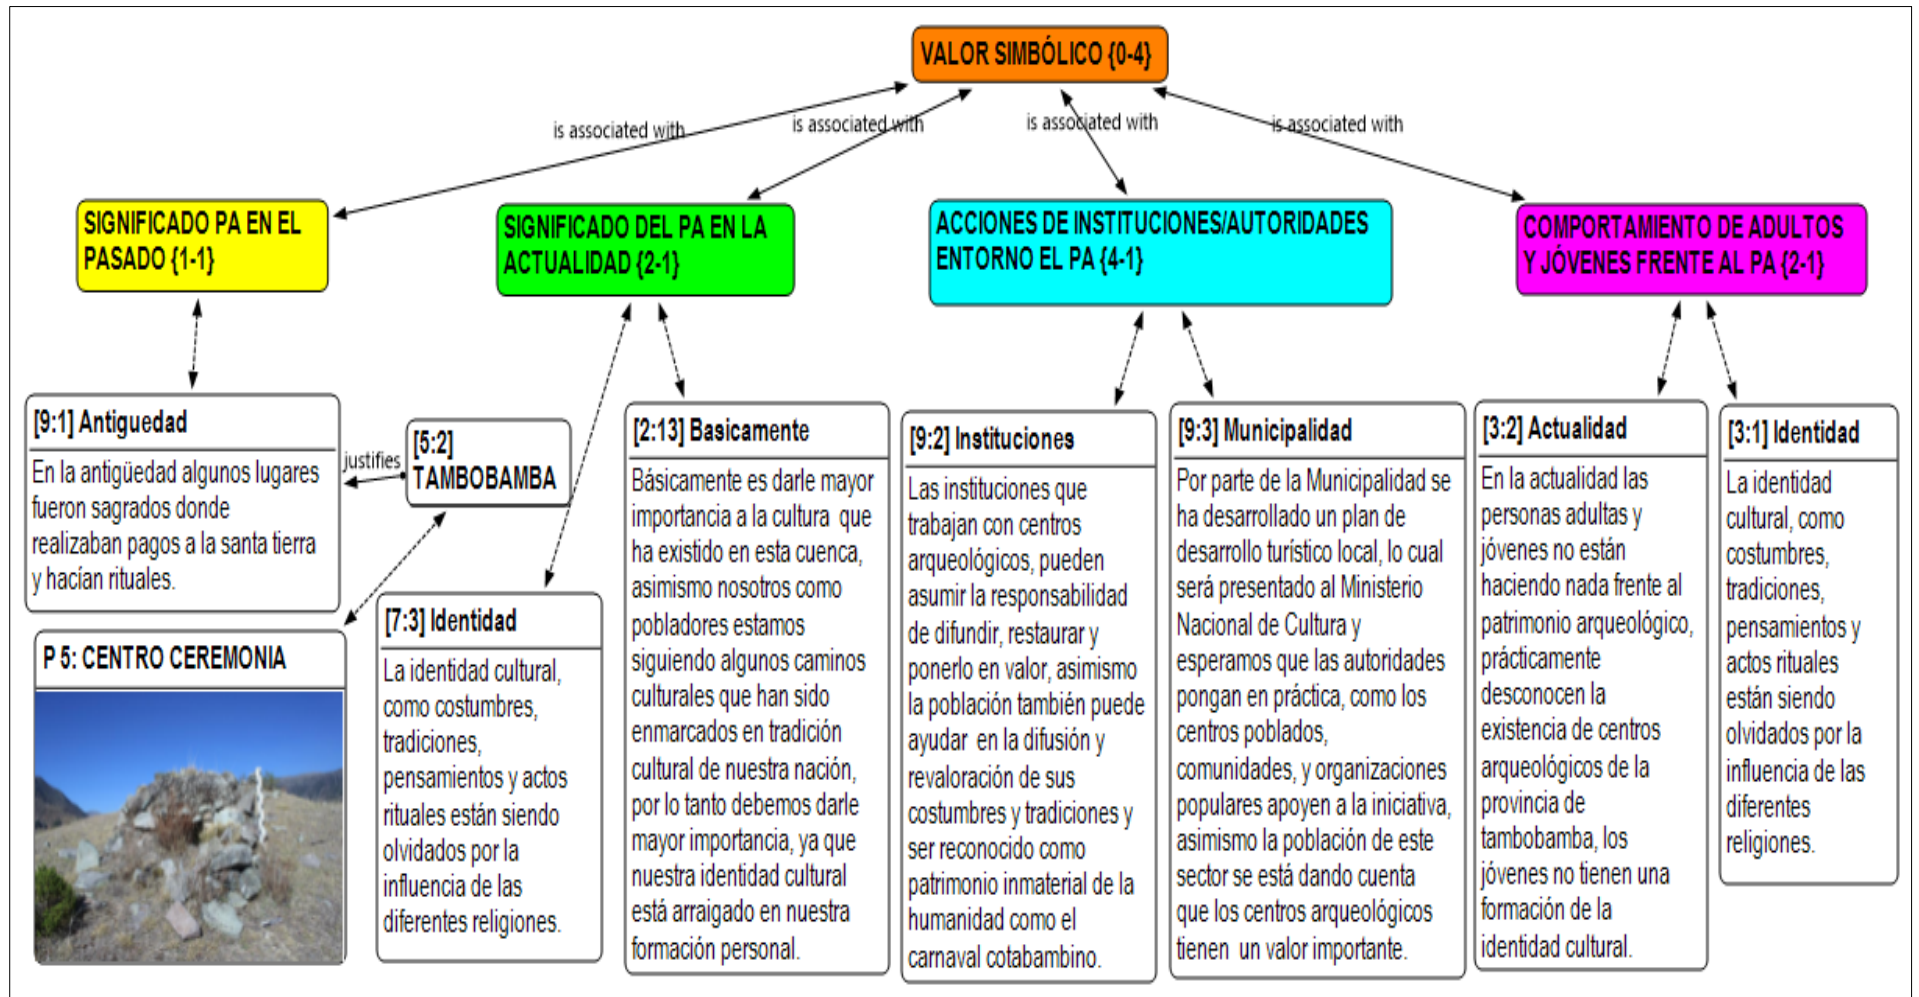 VALOR SIMBÓLICO {0-4}
is associated with
is associated with
is associated with
is associated with
SIGNIFICADO PA EN EL
PASADO {1-1}
SIGNIFICADO DEL PA EN LA
ACTUALIDAD {2-1}
ACCIONES DE INSTITUCIONES/AUTORIDADES
ENTORNO EL PA {4-1}
COMPORTAMIENTO DE ADULTOS
Y JÓVENES FRENTE AL PA {2-1}
[9:1] Antiguedad
En la antigüedad algunos lugares
fueron sagrados donde
realizaban pagos a la santa tierra
y hacían rituales.
justifies
[5:2]
TAMBOBAMBA
P 5: CENTRO CEREMONIA
[7:3] Identidad
La identidad cultural,
como costumbres,
tradiciones,
pensamientos y actos
rituales están siendo
olvidados por la
influencia de las
diferentes religiones.
[2:13] Basicamente
Básicamente es darle mayor
importancia a la cultura que
ha existido en esta cuenca,
asimismo nosotros como
pobladores estamos
siguiendo algunos caminos
culturales que han sido
enmarcados en tradición
cultural de nuestra nación,
por lo tanto debemos darle
mayor importancia, ya que
nuestra identidad cultural
está arraigado en nuestra
formación personal.
[9:2] Instituciones
Las instituciones que
trabajan con centros
arqueológicos, pueden
asumir la responsabilidad
de difundir, restaurar y
ponerlo en valor, asimismo
la población también puede
ayudar en la difusión y
revaloración de sus
costumbres y tradiciones y
ser reconocido como
patrimonio inmaterial de la
humanidad como el
carnaval cotabambino.
[9:3] Municipalidad
Por parte de la Municipalidad se
ha desarrollado un plan de
desarrollo turístico local, lo cual
será presentado al Ministerio
Nacional de Cultura y
esperamos que las autoridades
pongan en práctica, como los
centros poblados,
comunidades, y organizaciones
populares apoyen a la iniciativa,
asimismo la población de este
sector se está dando cuenta
que los centros arqueológicos
tienen un valor importante.
[3:2] Actualidad
En la actualidad las
personas adultas y
jóvenes no están
haciendo nada frente al
patrimonio arqueológico,
prácticamente
desconocen la
existencia de centros
arqueológicos de la
provincia de
tambobamba, los
jóvenes no tienen una
formación de la
identidad cultural.
[3:1] Identidad
La identidad
cultural, como
costumbres,
tradiciones,
pensamientos y
actos rituales
están siendo
olvidados por la
influencia de las
diferentes
religiones.